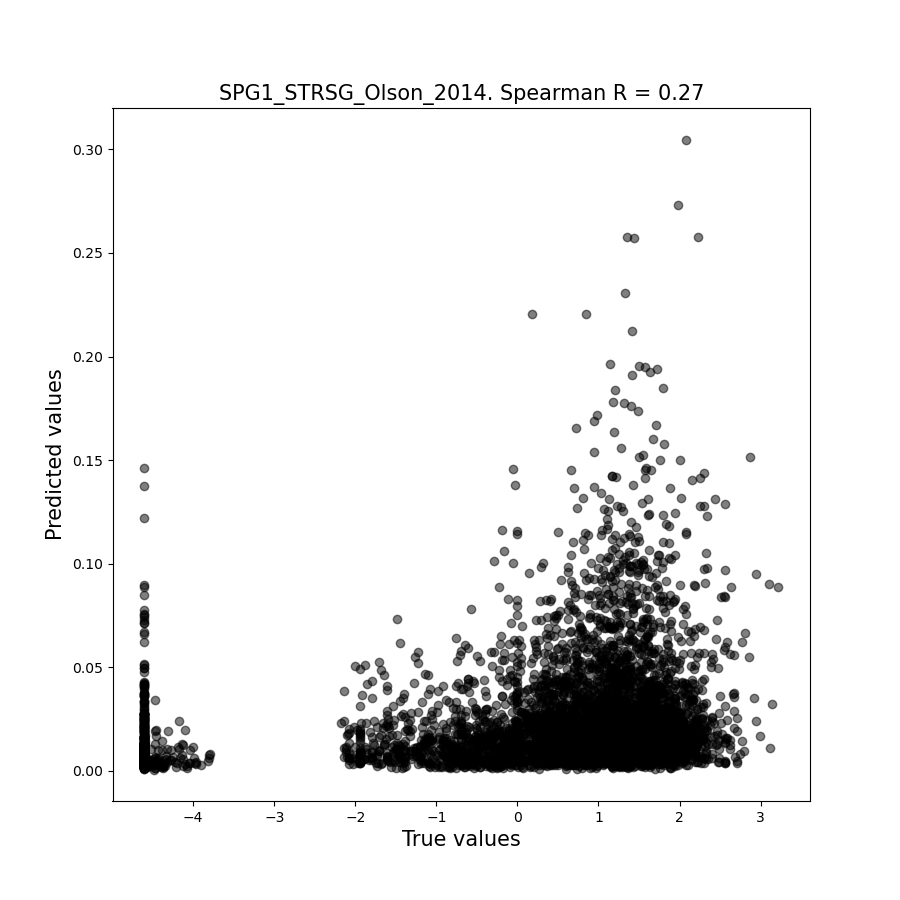 SPG1_STRSG_Olson_2014. Spearman R = 0.27
0.30
0.25
0.20
0.15
0.10
0.05
0.00
Predicted values
−4 −3 −2 −1 0 1 2 3
True values